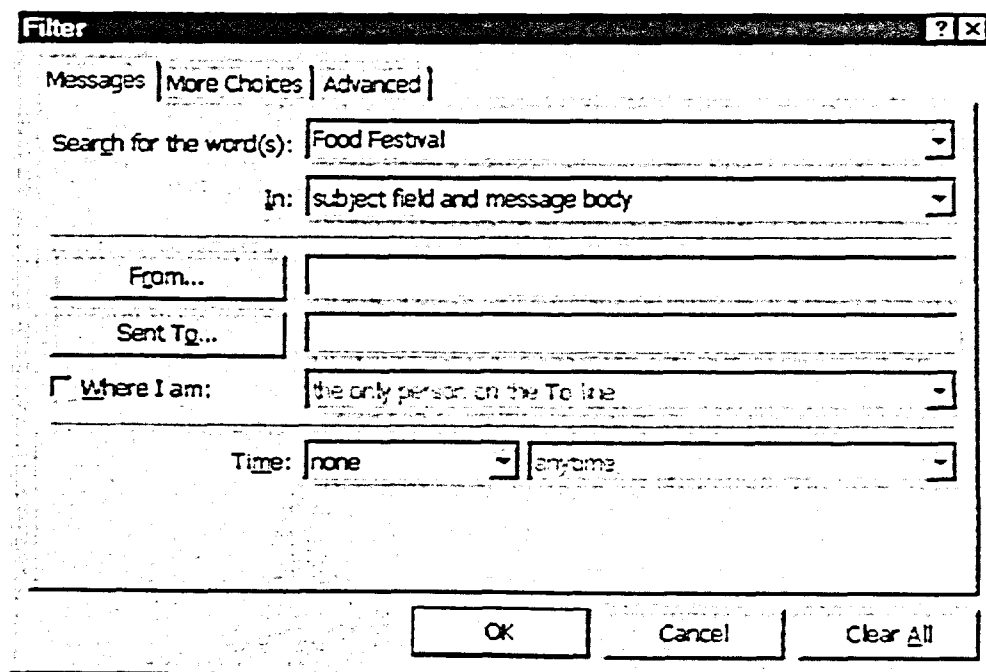 Filter
Messages More Choices Advanced
Search for the word(s): Food Festival
In: subject field and message body
From...
Sent To...
Where I am: the only person on the To line
Time: none anytime
OK Cancel Clear All